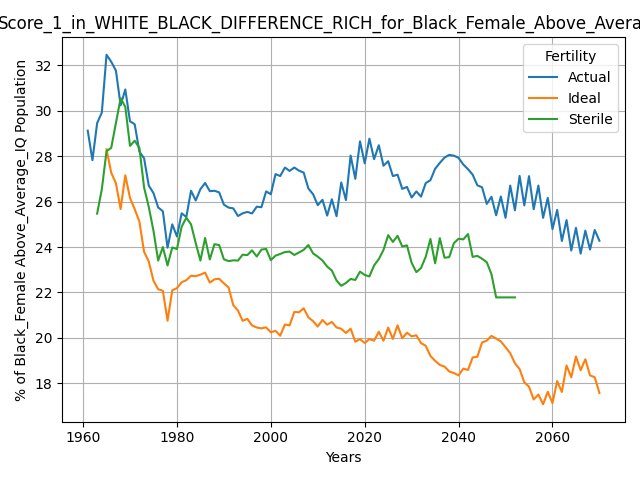 Score_1_in_WHITE_BLACK_DIFFERENCE_RICH_for_Black_Female_Above_Avera
Fertility
Actual
Ideal
Sterile
% of Black_Female Above_Average_IQ Population
32
30
28
26
24
22
20
18
1960
1980
2000
2020
2040
2060
Years